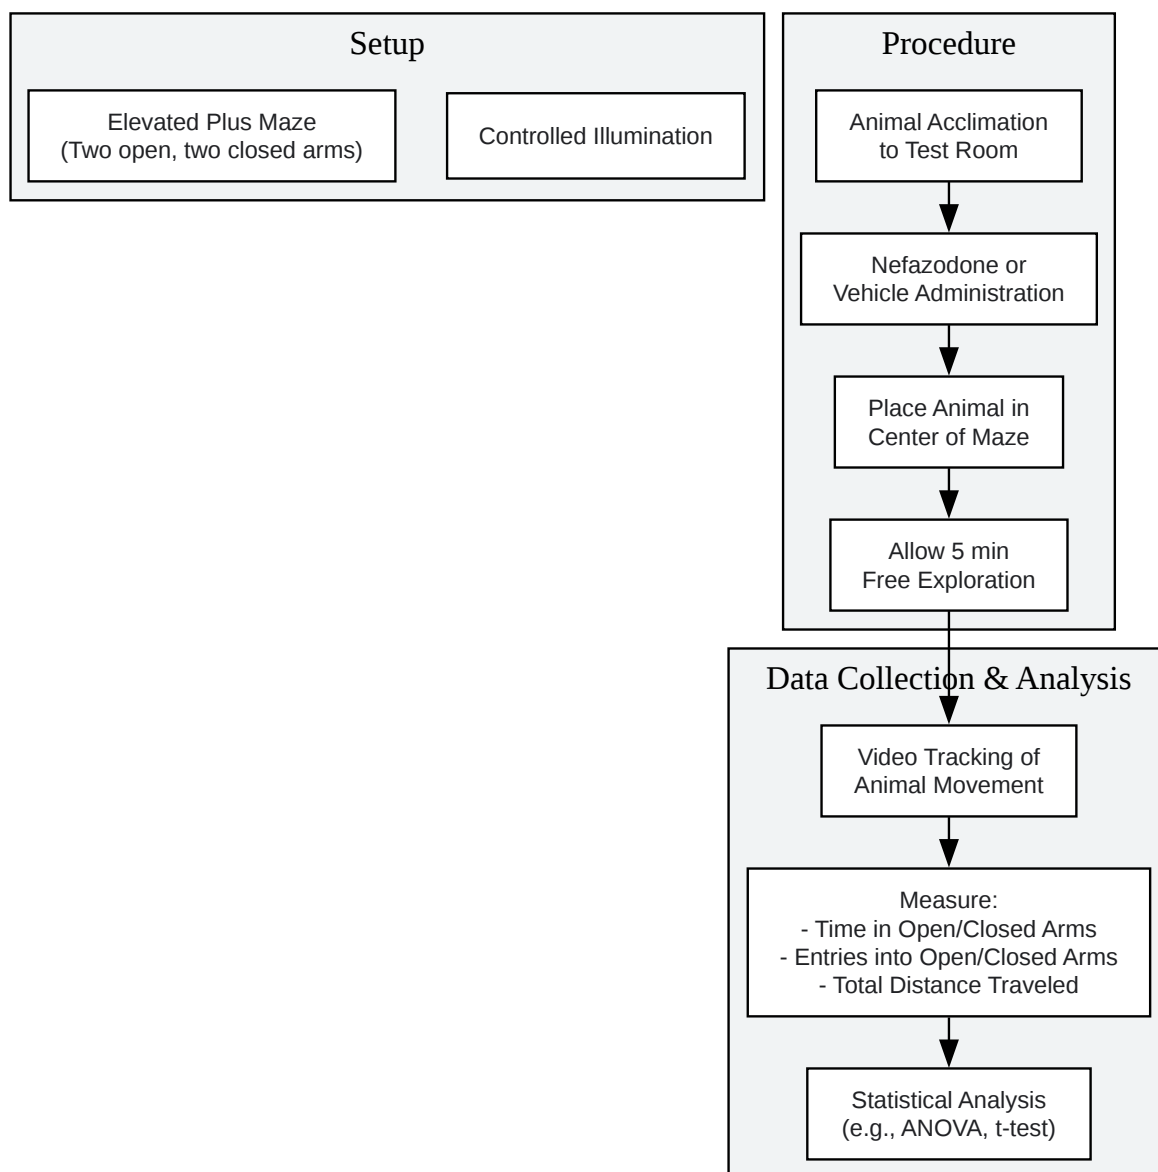 Setup
Elevated Plus Maze
(Two open, two closed arms)
Controlled Illumination
Procedure
Animal Acclimation
to Test Room
Nefazodone or
Vehicle Administration
Place Animal in
Center of Maze
Allow 5 min
Free Exploration
Data Collection & Analysis
Video Tracking of
Animal Movement
Measure:
- Time in Open/Closed Arms
- Entries into Open/Closed Arms
- Total Distance Traveled
Statistical Analysis
(e.g., ANOVA, t-test)